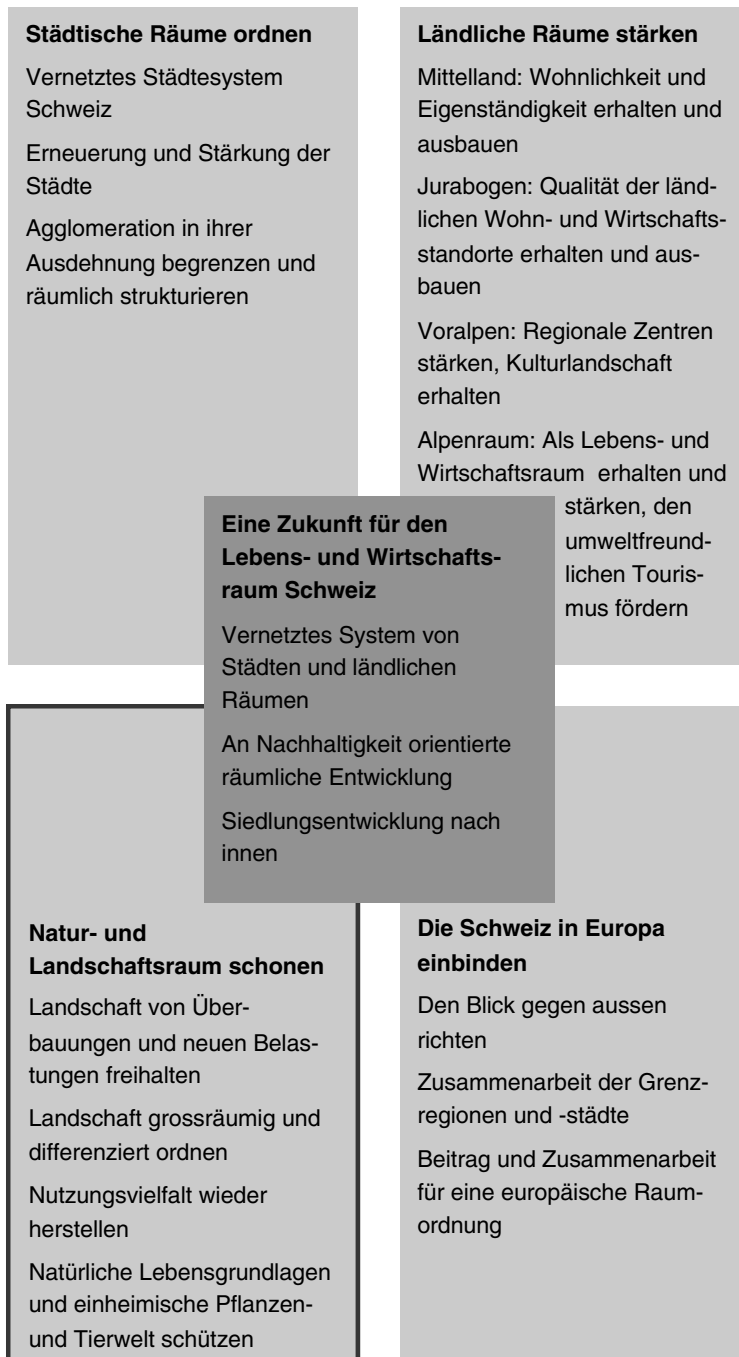 Städtische Räume ordnen
Vernetztes Städtesystem
Schweiz
Erneuerung und Stärkung der
Städte
Agglomeration in ihrer
Ausdehnung begrenzen und
räumlich strukturieren
Ländliche Räume stärken
Mittelland: Wohnlichkeit und
Eigenständigkeit erhalten und
ausbauen
Jurabogen: Qualität der länd-
lichen Wohn- und Wirtschafts-
standorte erhalten und aus-
bauen
Voralpen: Regionale Zentren
stärken, Kulturlandschaft
erhalten
Alpenraum: Als Lebens- und
Wirtschaftsraum erhalten und
stärken, den
umweltfreund-
lichen Touris-
mus fördern
Eine Zukunft für den
Lebens- und Wirtschafts-
raum Schweiz
Vernetztes System von
Städten und ländlichen
Räumen
An Nachhaltigkeit orientierte
räumliche Entwicklung
Siedlungsentwicklung nach
innen
Natur- und
Landschaftsraum schonen
Landschaft von Über-
bauungen und neuen Belas-
tungen freihalten
Landschaft grossräumig und
differenziert ordnen
Nutzungsvielfalt wieder
herstellen
Natürliche Lebensgrundlagen
und einheimische Pflanzen-
und Tierwelt schützen
Die Schweiz in Europa
einbinden
Den Blick gegen aussen
richten
Zusammenarbeit der Grenz-
regionen und -städte
Beitrag und Zusammenarbeit
für eine europäische Raum-
ordnung